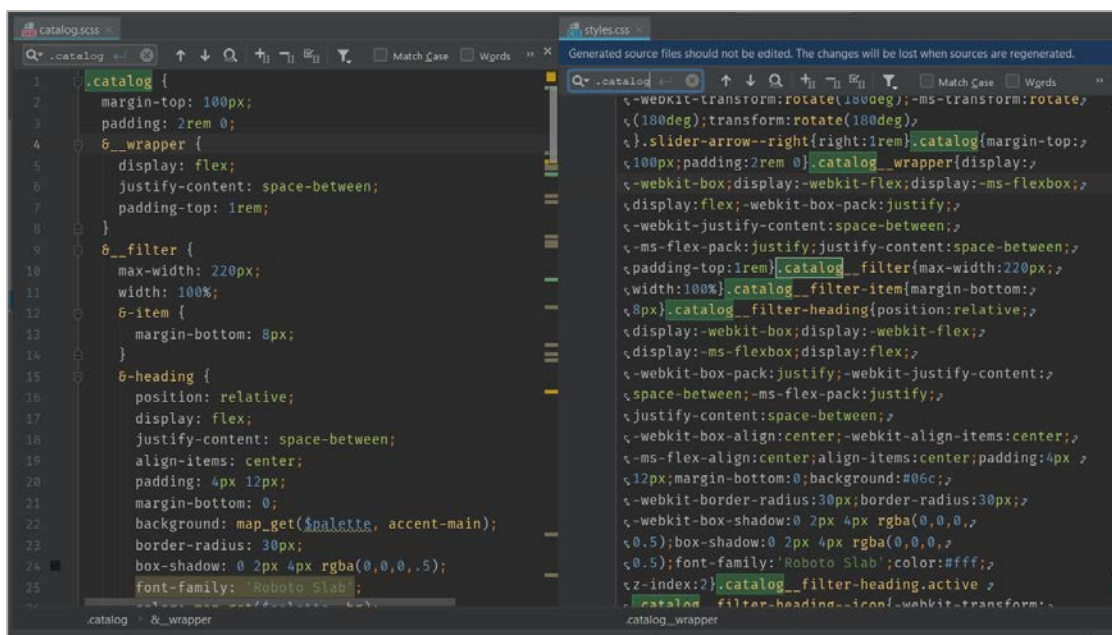 catalog.scss
.catalog
Match Case
Words
1 .catalog {
2 margin-top: 100px;
3 padding: 2rem 0;
4 &__wrapper {
5 display: flex;
6 justify-content: space-between;
7 padding-top: 1rem;
8 }
9 &__filter {
10 max-width: 220px;
11 width: 100%;
12 &-item {
13 margin-bottom: 8px;
14 }
15 &-heading {
16 position: relative;
17 display: flex;
18 justify-content: space-between;
19 align-items: center;
20 padding: 4px 12px;
21 margin-bottom: 0;
22 background: map_get($palette, accent-main);
23 border-radius: 30px;
24 box-shadow: 0 2px 4px rgba(0,0,0,.5);
25 font-family: 'Roboto Slab';
.catalog › &__wrapper
styles.css
Generated source files should not be edited. The changes will be lost when sources are regenerated.
.catalog
Match Case
Words
-webkit-transform:rotate(180deg);-ms-transform:rotate
(180deg);transform:rotate(180deg)
}.slider-arrow--right{right:1rem}.catalog{margin-top:
100px;padding:2rem 0}.catalog__wrapper{display:
-webkit-box;display:-webkit-flex;display:-ms-flexbox;
display:flex;-webkit-box-pack:justify;
-webkit-justify-content:space-between;
-ms-flex-pack:justify;justify-content:space-between;
padding-top:1rem}.catalog__filter{max-width:220px;
width:100%}.catalog__filter-item{margin-bottom:
8px}.catalog__filter-heading{position:relative;
display:-webkit-box;display:-webkit-flex;
display:-ms-flexbox;display:flex;
-webkit-box-pack:justify;-webkit-justify-content:
space-between;-ms-flex-pack:justify;
justify-content:space-between;
-webkit-box-align:center;-webkit-align-items:center;
-ms-flex-align:center;align-items:center;padding:4px
12px;margin-bottom:0;background:#06c;
-webkit-border-radius:30px;border-radius:30px;
-webkit-box-shadow:0 2px 4px rgba(0,0,0,
0.5);box-shadow:0 2px 4px rgba(0,0,0,
0.5);font-family:'Roboto Slab';color:#fff;
z-index:2}.catalog__filter-heading.active
.catalog__filter-heading--icon{-webkit-transform:
.catalog__wrapper